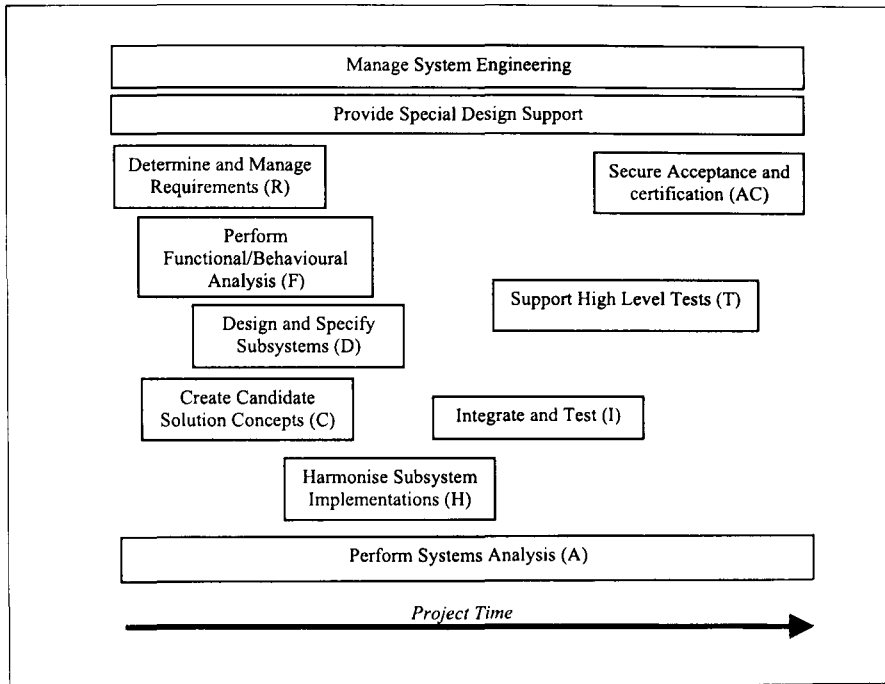 Manage System Engineering
Provide Special Design Support
Determine and Manage
Requirements (R)
Secure Acceptance and
certification (AC)
Perform
Functional/Behavioural
Analysis (F)
Support High Level Tests (T)
Design and Specify
Subsystems (D)
Create Candidate
Solution Concepts (C)
Integrate and Test (I)
Harmonise Subsystem
Implementations (H)
Perform Systems Analysis (A)
Project Time